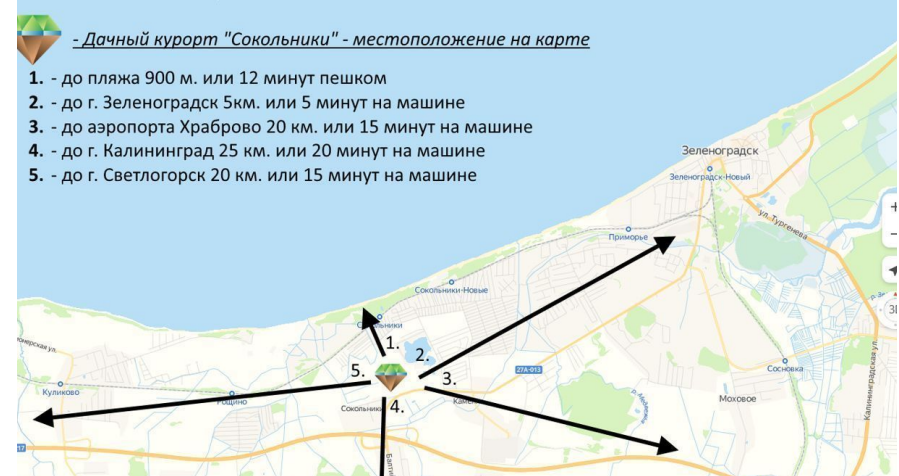 - Дачный курорт "Сокольники" - местоположение на карте
1. - до пляжа 900 м. или 12 минут пешком
2. - до г. Зеленоградск 5км. или 5 минут на машине
3. - до аэропорта Храброво 20 км. или 15 минут на машине
4. - до г. Калининград 25 км. или 20 минут на машине
5. - до г. Светлогорск 20 км. или 15 минут на машине
Зеленоградск
Зеленоградск-Новый
ул. Тургенева
Приморье
Сокольники-Новые
1.
2.
3.
4.
5.
27А-013
Сосновка
Моховое
Калининградская ул.
Куликово
Сокольники